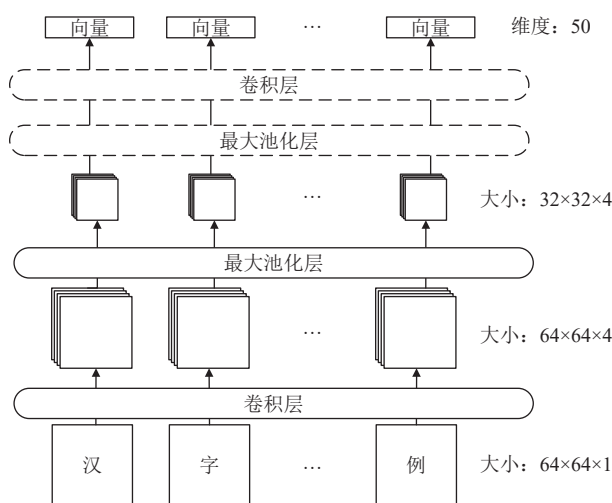 向量 向量 … 向量 维度：50
卷积层
最大池化层
… 大小：32×32×4
最大池化层
… 大小：64×64×4
卷积层
汉 字 … 例 大小：64×64×1